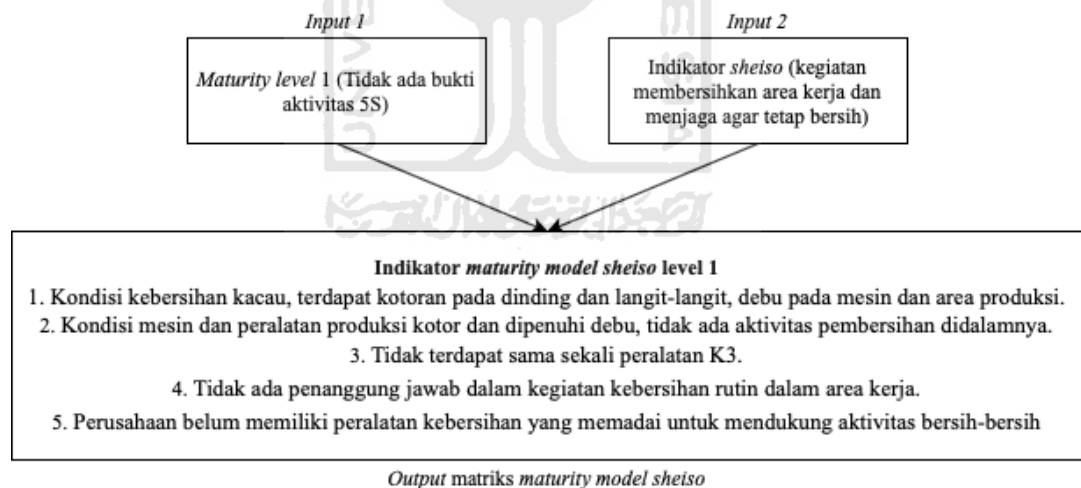 Input 1
Input 2
Maturity level 1 (Tidak ada bukti
aktivitas 5S)
Indikator sheiso (kegiatan
membersihkan area kerja dan
menjaga agar tetap bersih)
Indikator maturity model sheiso level 1
1. Kondisi kebersihan kacau, terdapat kotoran pada dinding dan langit-langit, debu pada mesin dan area produksi.
2. Kondisi mesin dan peralatan produksi kotor dan dipenuhi debu, tidak ada aktivitas pembersihan didalamnya.
3. Tidak terdapat sama sekali peralatan K3.
4. Tidak ada penanggung jawab dalam kegiatan kebersihan rutin dalam area kerja.
5. Perusahaan belum memiliki peralatan kebersihan yang memadai untuk mendukung aktivitas bersih-bersih
Output matriks maturity model sheiso